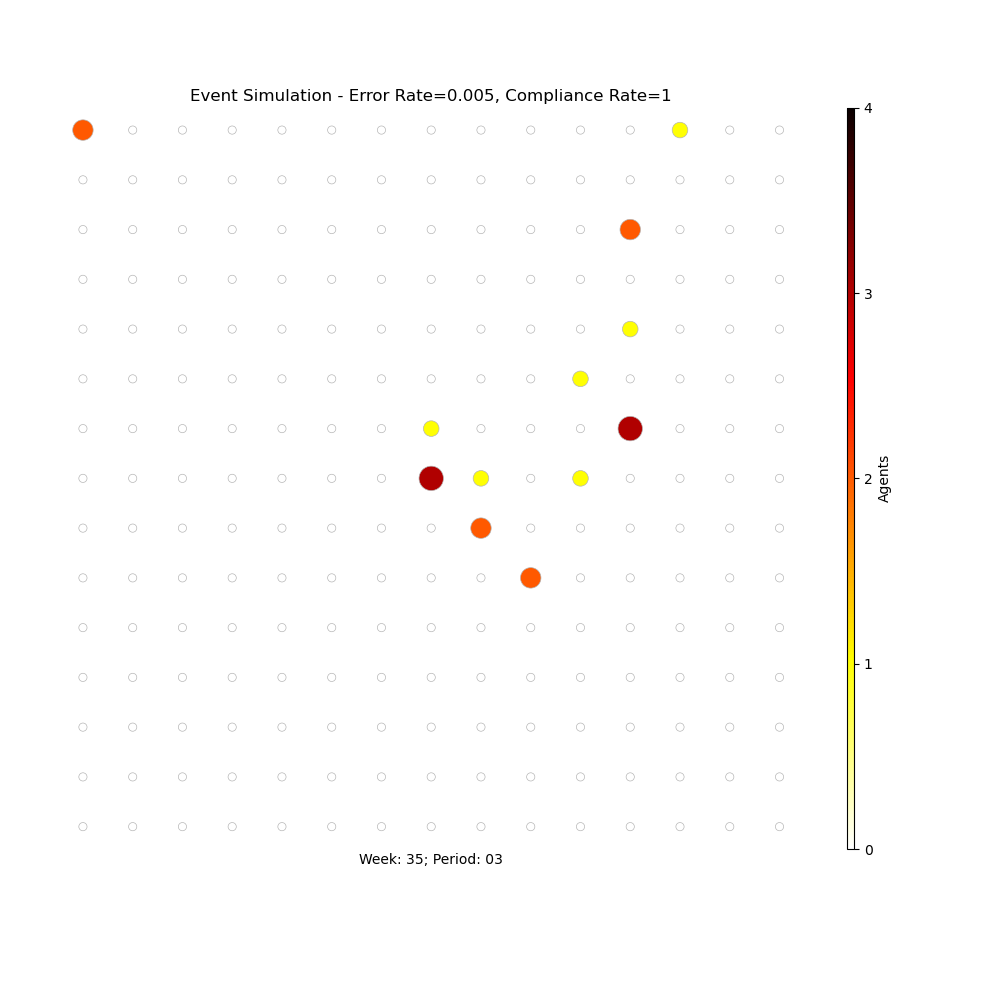 Event Simulation - Error Rate=0.005, Compliance Rate=1
4
3
2
1
0
Agents
Week: 35; Period: 03